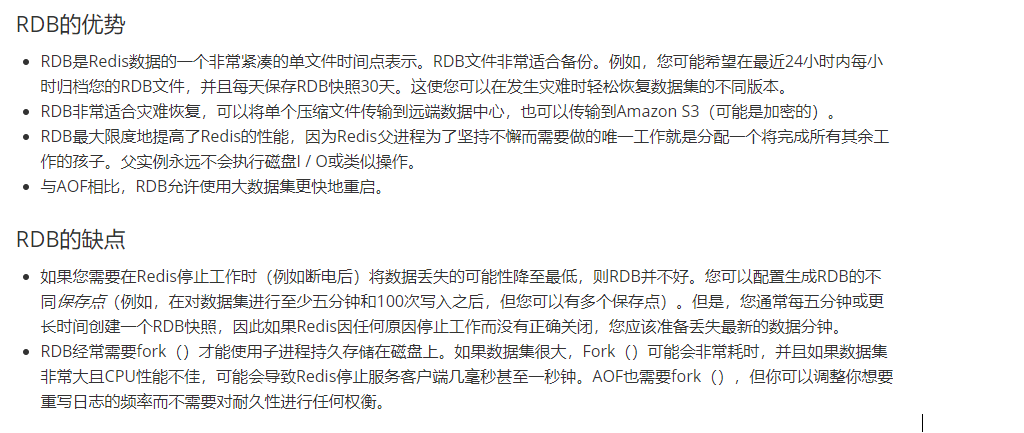 RDB的优势
RDB是Redis数据的一个非常紧凑的单文件时间点表示。RDB文件非常适合备份。例如，您可能希望在最近24小时内每小
时归档您的RDB文件，并且每天保存RDB快照30天。这使您可以在发生灾难时轻松恢复数据集的不同版本。
RDB非常适合灾难恢复，可以将单个压缩文件传输到远端数据中心，也可以传输到Amazon S3（可能是加密的）。
RDB最大限度地提高了Redis的性能，因为Redis父进程为了坚持不懈而需要做的唯一工作就是分配一个将完成所有其余工
作的孩子。父实例永远不会执行磁盘I / O或类似操作。
与AOF相比，RDB允许使用大数据集更快地重启。
RDB的缺点
如果您需要在Redis停止工作时（例如断电后）将数据丢失的可能性降至最低，则RDB并不好。您可以配置生成RDB的不
同保存点（例如，在对数据集进行至少五分钟和100次写入之后，但您可以有多个保存点）。但是，您通常每五分钟或更
长时间创建一个RDB快照，因此如果Redis因任何原因停止工作而没有正确关闭，您应该准备丢失最新的数据分钟。
RDB经常需要fork（）才能使用子进程持久存储在磁盘上。如果数据集很大，Fork（）可能会非常耗时，并且如果数据集
非常大且CPU性能不佳，可能会导致Redis停止服务客户端几毫秒甚至一秒钟。AOF也需要fork（），但你可以调整你想要
重写日志的频率而不需要对耐久性进行任何权衡。